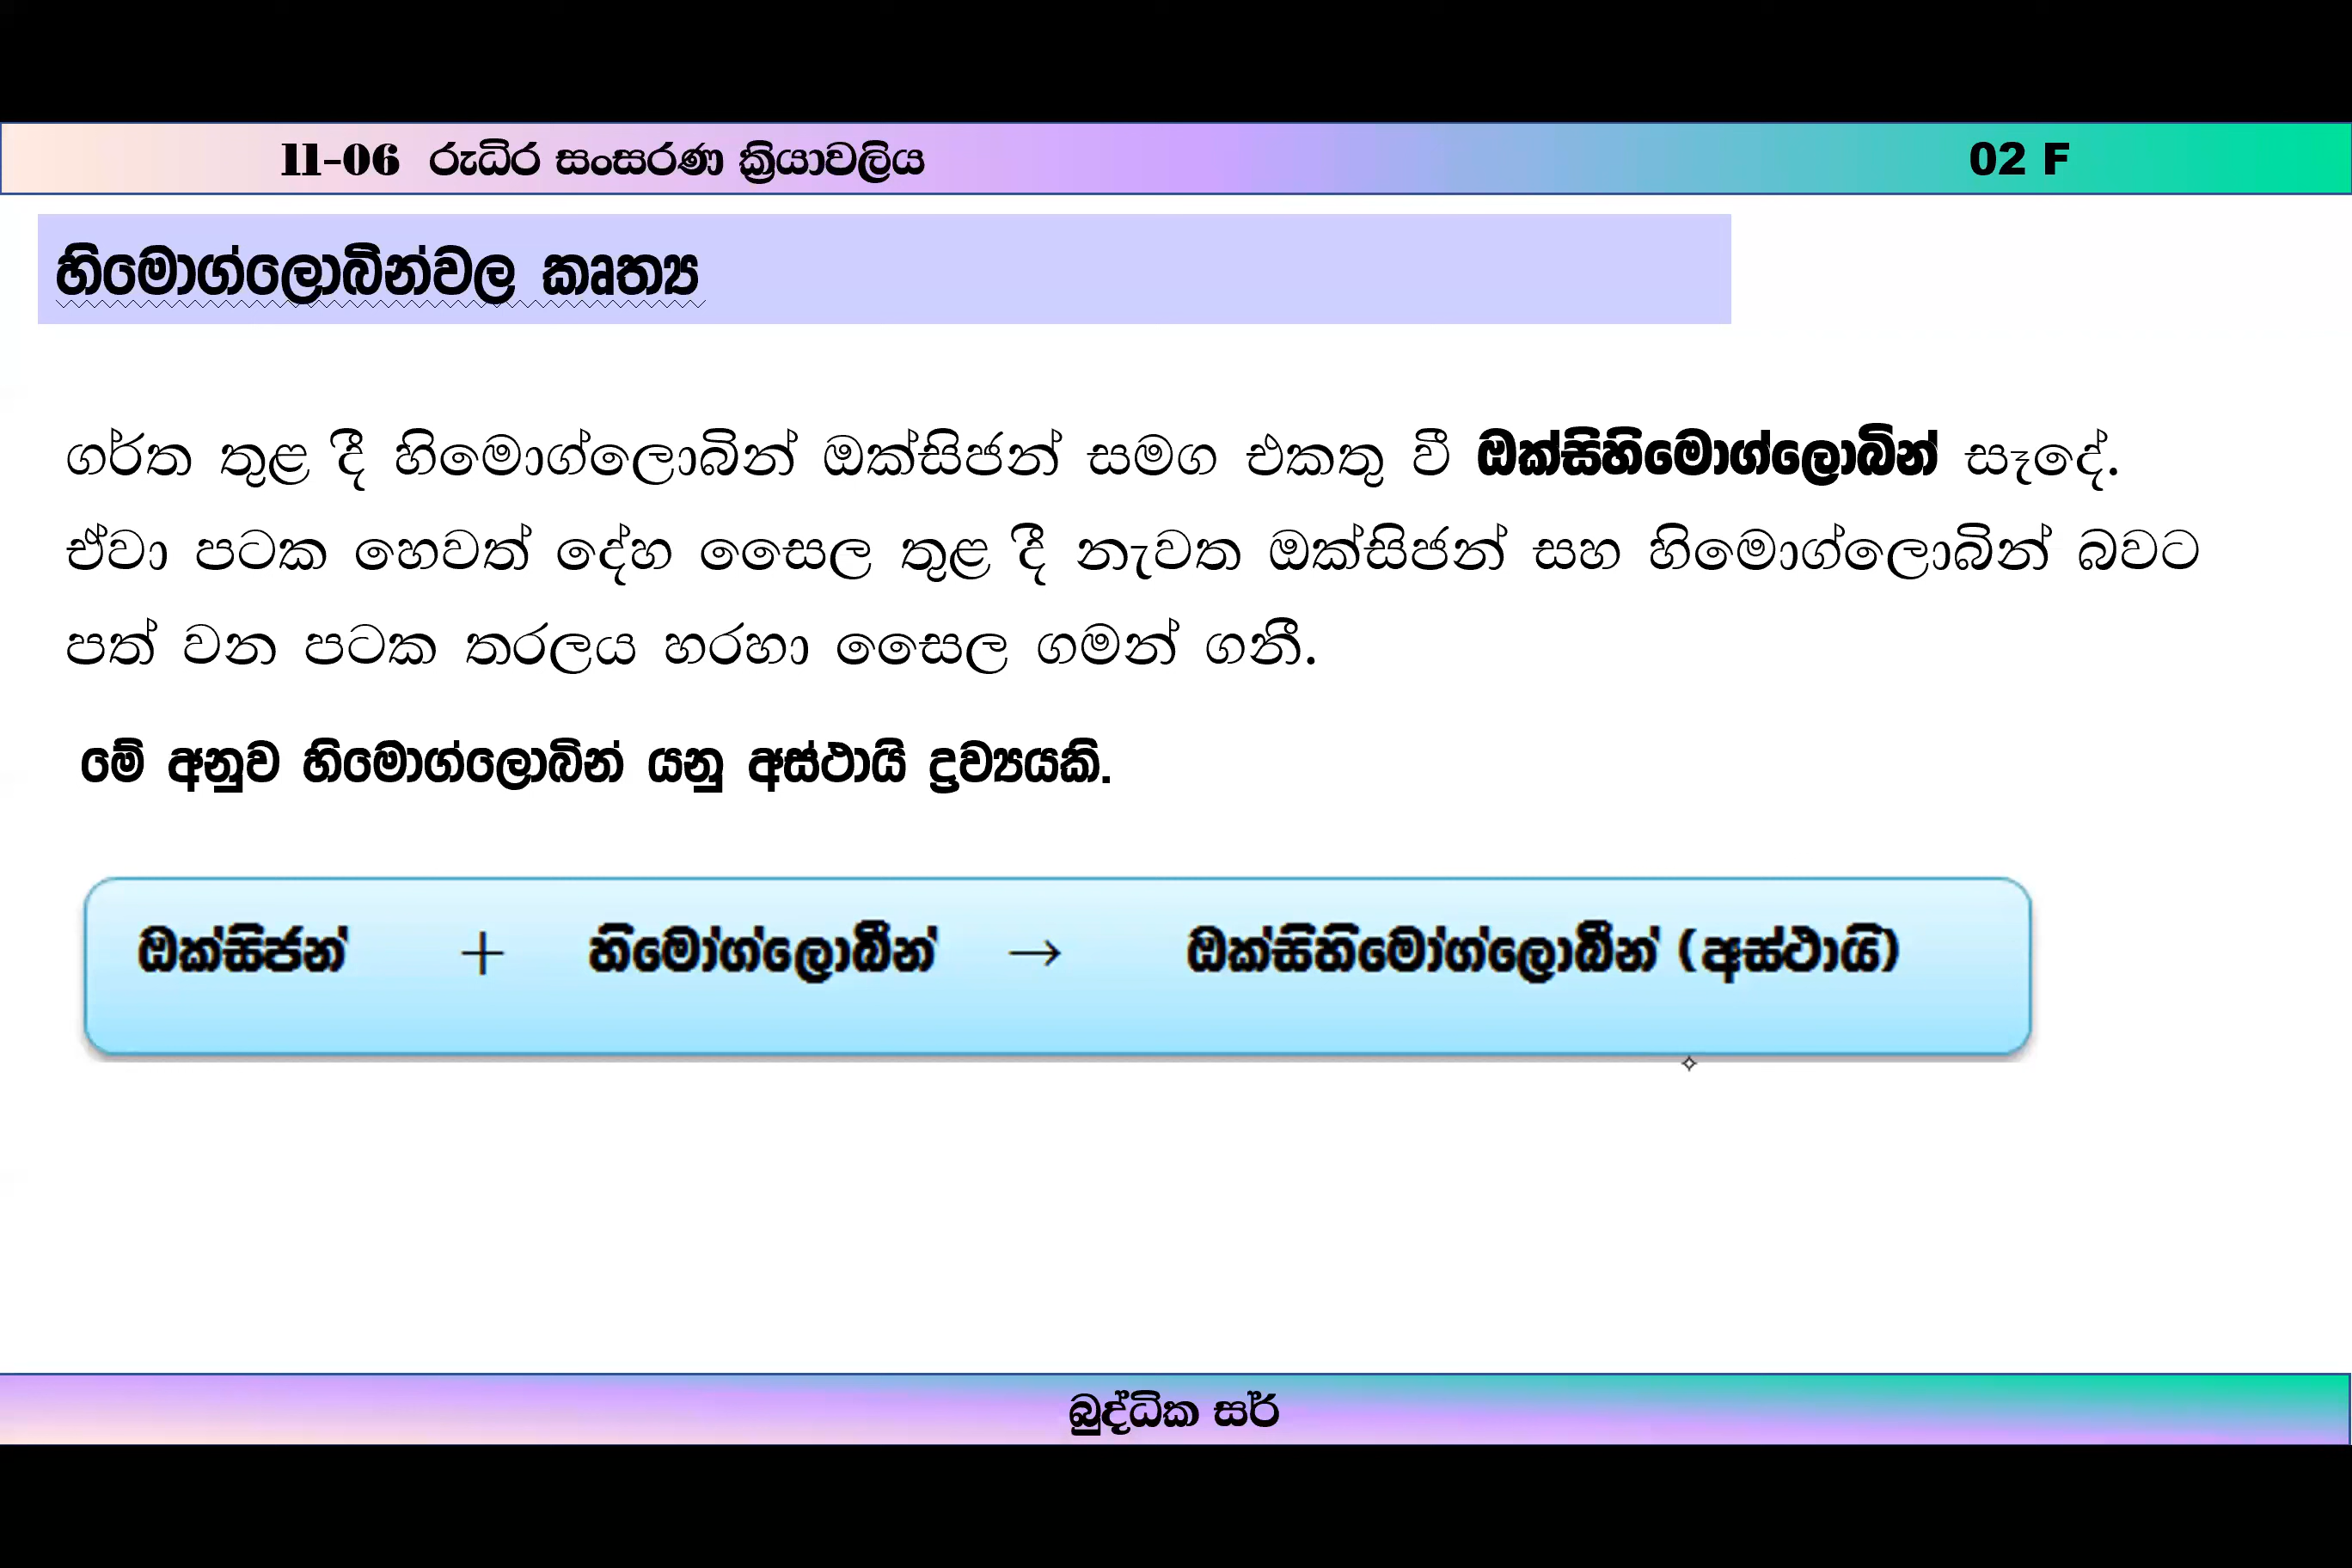 11-06 රුධිර සංසරණ ක්‍රියාවලිය 02 F
හිමොග්ලොබින්වල කෘත්‍ය
ගර්ත තුළ දී හිමොග්ලොබින් ඔක්සිජන් සමග එකතු වී ඔක්සිහිමොග්ලොබින් සෑදේ.
ඒවා පටක හෙවත් දේහ සෛල තුළ දී නැවත ඔක්සිජන් සහ හිමොග්ලොබින් බවට
පත් වන පටක තරලය හරහා සෛල ගමන් ගනී.
මේ අනුව හිමොග්ලොබින් යනු අස්ථායි ද්‍රව්‍යයකි.
ඔක්සිජන් + හිමෝග්ලොබීන් → ඔක්සිහිමෝග්ලොබීන් (අස්ථායි)
බුද්ධික සර්